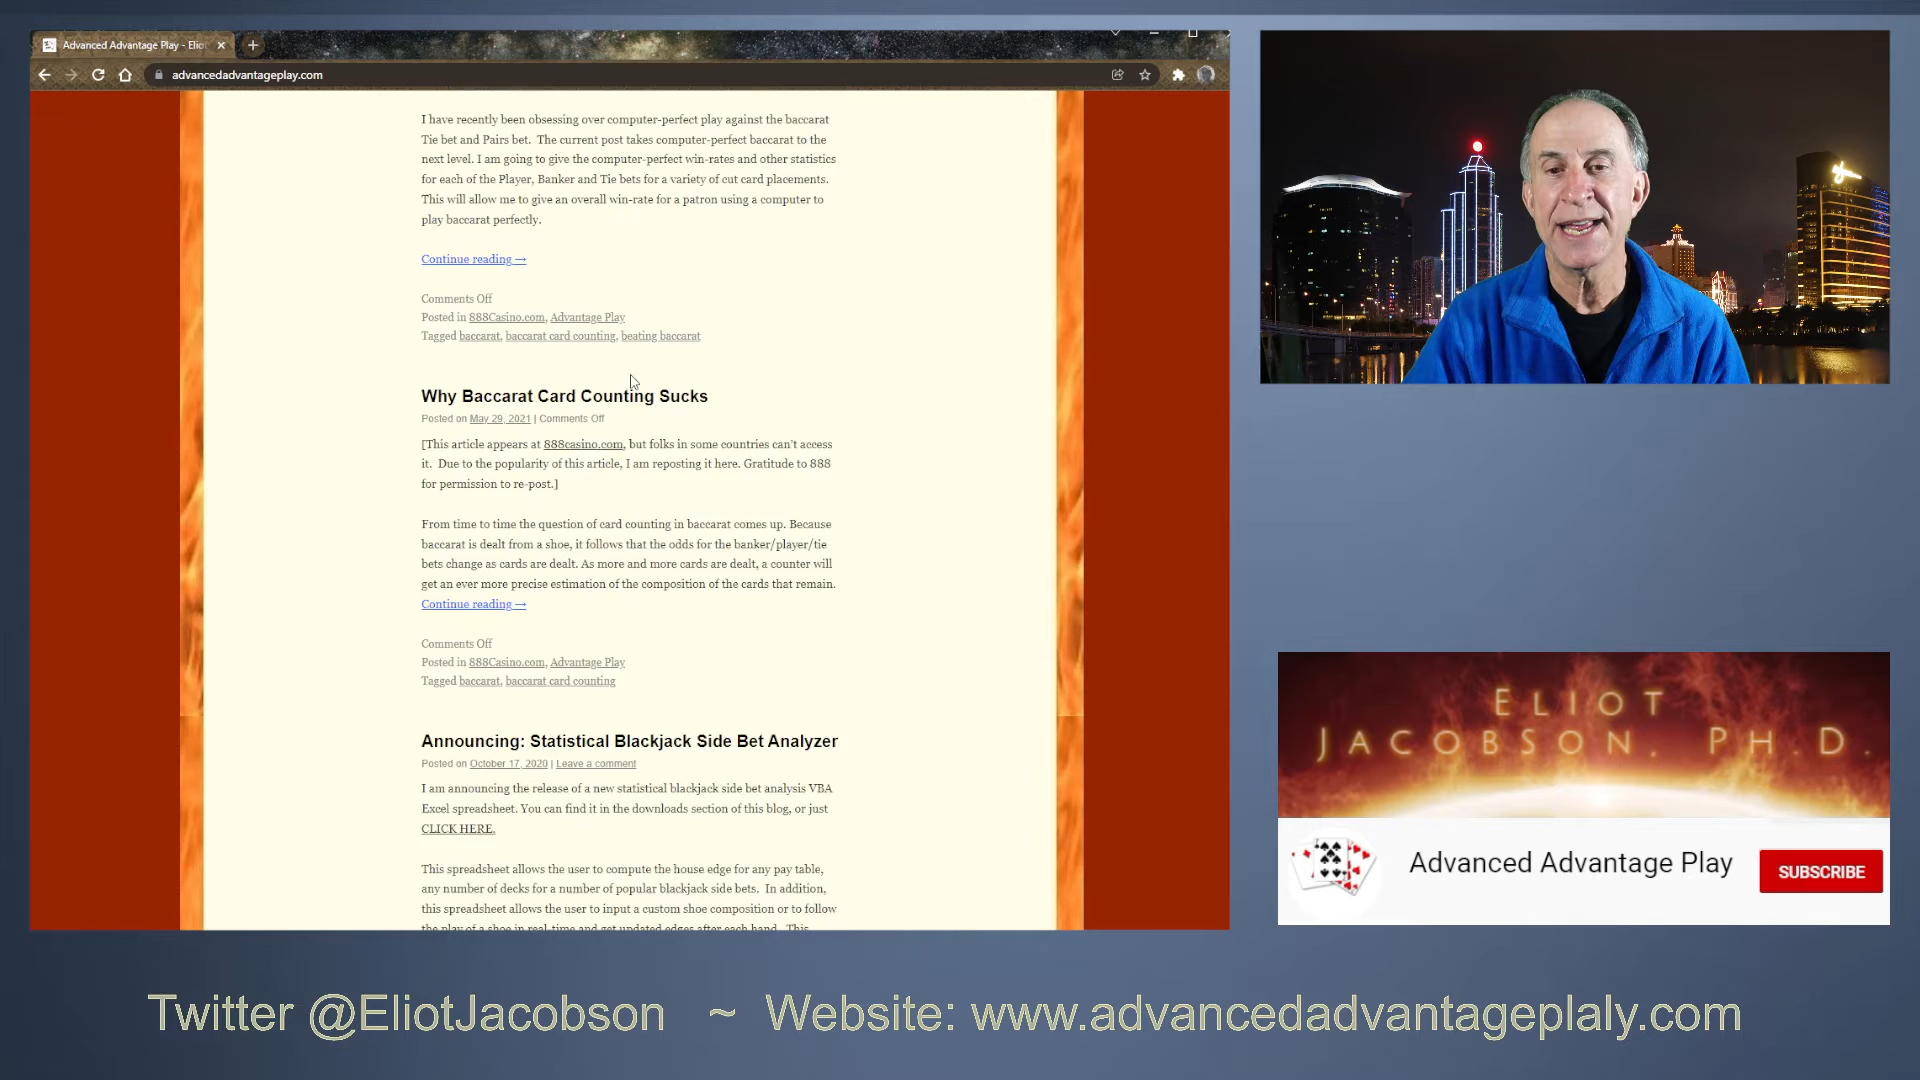 Advanced Advantage Play - Elio
advancedadvantageplay.com
I have recently been obsessing over computer-perfect play against the baccarat
Tie bet and Pairs bet.  The current post takes computer-perfect baccarat to the
next level. I am going to give the computer-perfect win-rates and other statistics
for each of the Player, Banker and Tie bets for a variety of cut card placements.
This will allow me to give an overall win-rate for a patron using a computer to
play baccarat perfectly.
Continue reading →
Comments Off
Posted in 888Casino.com, Advantage Play
Tagged baccarat, baccarat card counting, beating baccarat
Why Baccarat Card Counting Sucks
Posted on May 29, 2021 | Comments Off
[This article appears at 888casino.com, but folks in some countries can't access
it.  Due to the popularity of this article, I am reposting it here. Gratitude to 888
for permission to re-post.]
From time to time the question of card counting in baccarat comes up. Because
baccarat is dealt from a shoe, it follows that the odds for the banker/player/tie
bets change as cards are dealt. As more and more cards are dealt, a counter will
get an ever more precise estimation of the composition of the cards that remain.
Continue reading →
Comments Off
Posted in 888Casino.com, Advantage Play
Tagged baccarat, baccarat card counting
Announcing: Statistical Blackjack Side Bet Analyzer
Posted on October 17, 2020 | Leave a comment
I am announcing the release of a new statistical blackjack side bet analysis VBA
Excel spreadsheet. You can find it in the downloads section of this blog, or just
CLICK HERE.
This spreadsheet allows the user to compute the house edge for any pay table,
any number of decks for a number of popular blackjack side bets.  In addition,
this spreadsheet allows the user to input a custom shoe composition or to follow
the play of a shoe in real-time and get updated edges after each hand.  This
ELIOT
JACOBSON, PH.D.
Advanced Advantage Play
SUBSCRIBE
Twitter @EliotJacobson ~ Website: www.advancedadvantageplaly.com